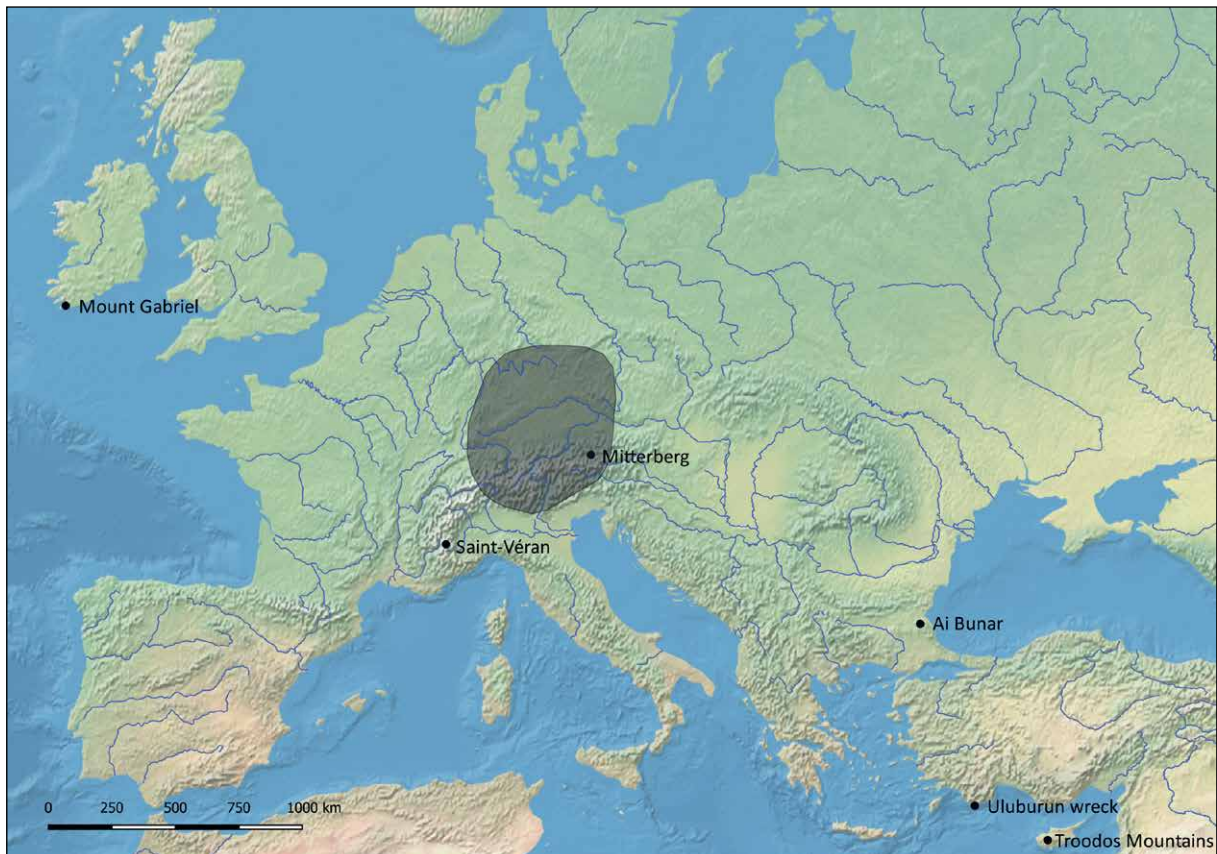 Mount Gabriel
Mitterberg
Saint-Véran
Ai Bunar
0 250 500 750 1000 km
Uluburun wreck
Troodos Mountains